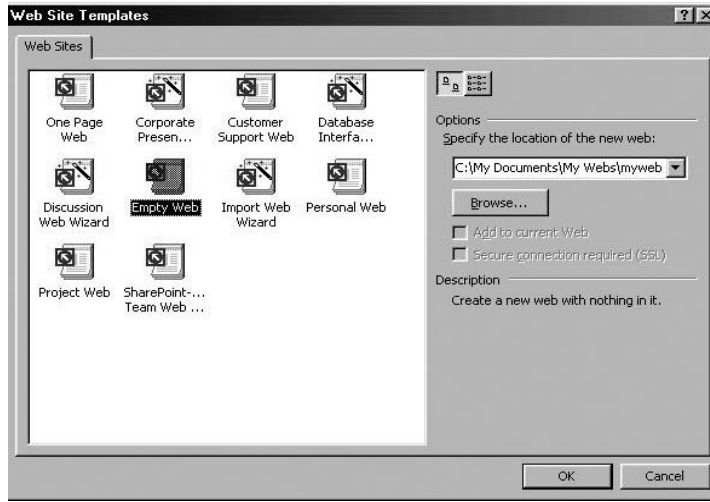 Web Site Templates
Web Sites
One Page
Web
Corporate
Presen...
Customer
Support Web
Database
Interfa...
Discussion
Web Wizard
Empty Web
Import Web
Wizard
Personal Web
Project Web
SharePoint-...
Team Web ...
Options
Specify the location of the new web:
C:\My Documents\My Webs\myweb
Browse...
Add to current Web
Secure connection required (SSL)
Description
Create a new web with nothing in it.
OK
Cancel